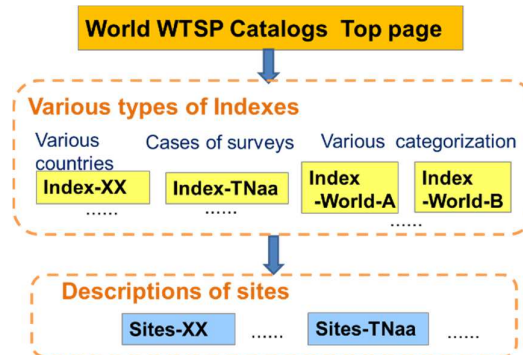 World WTSP Catalogs Top page
Various types of Indexes
Various countries
Cases of surveys
Various categorization
Index-XX
Index-TNaa
Index -World-A
Index -World-B
......
......
......
Descriptions of sites
Sites-XX
......
Sites-TNaa
......